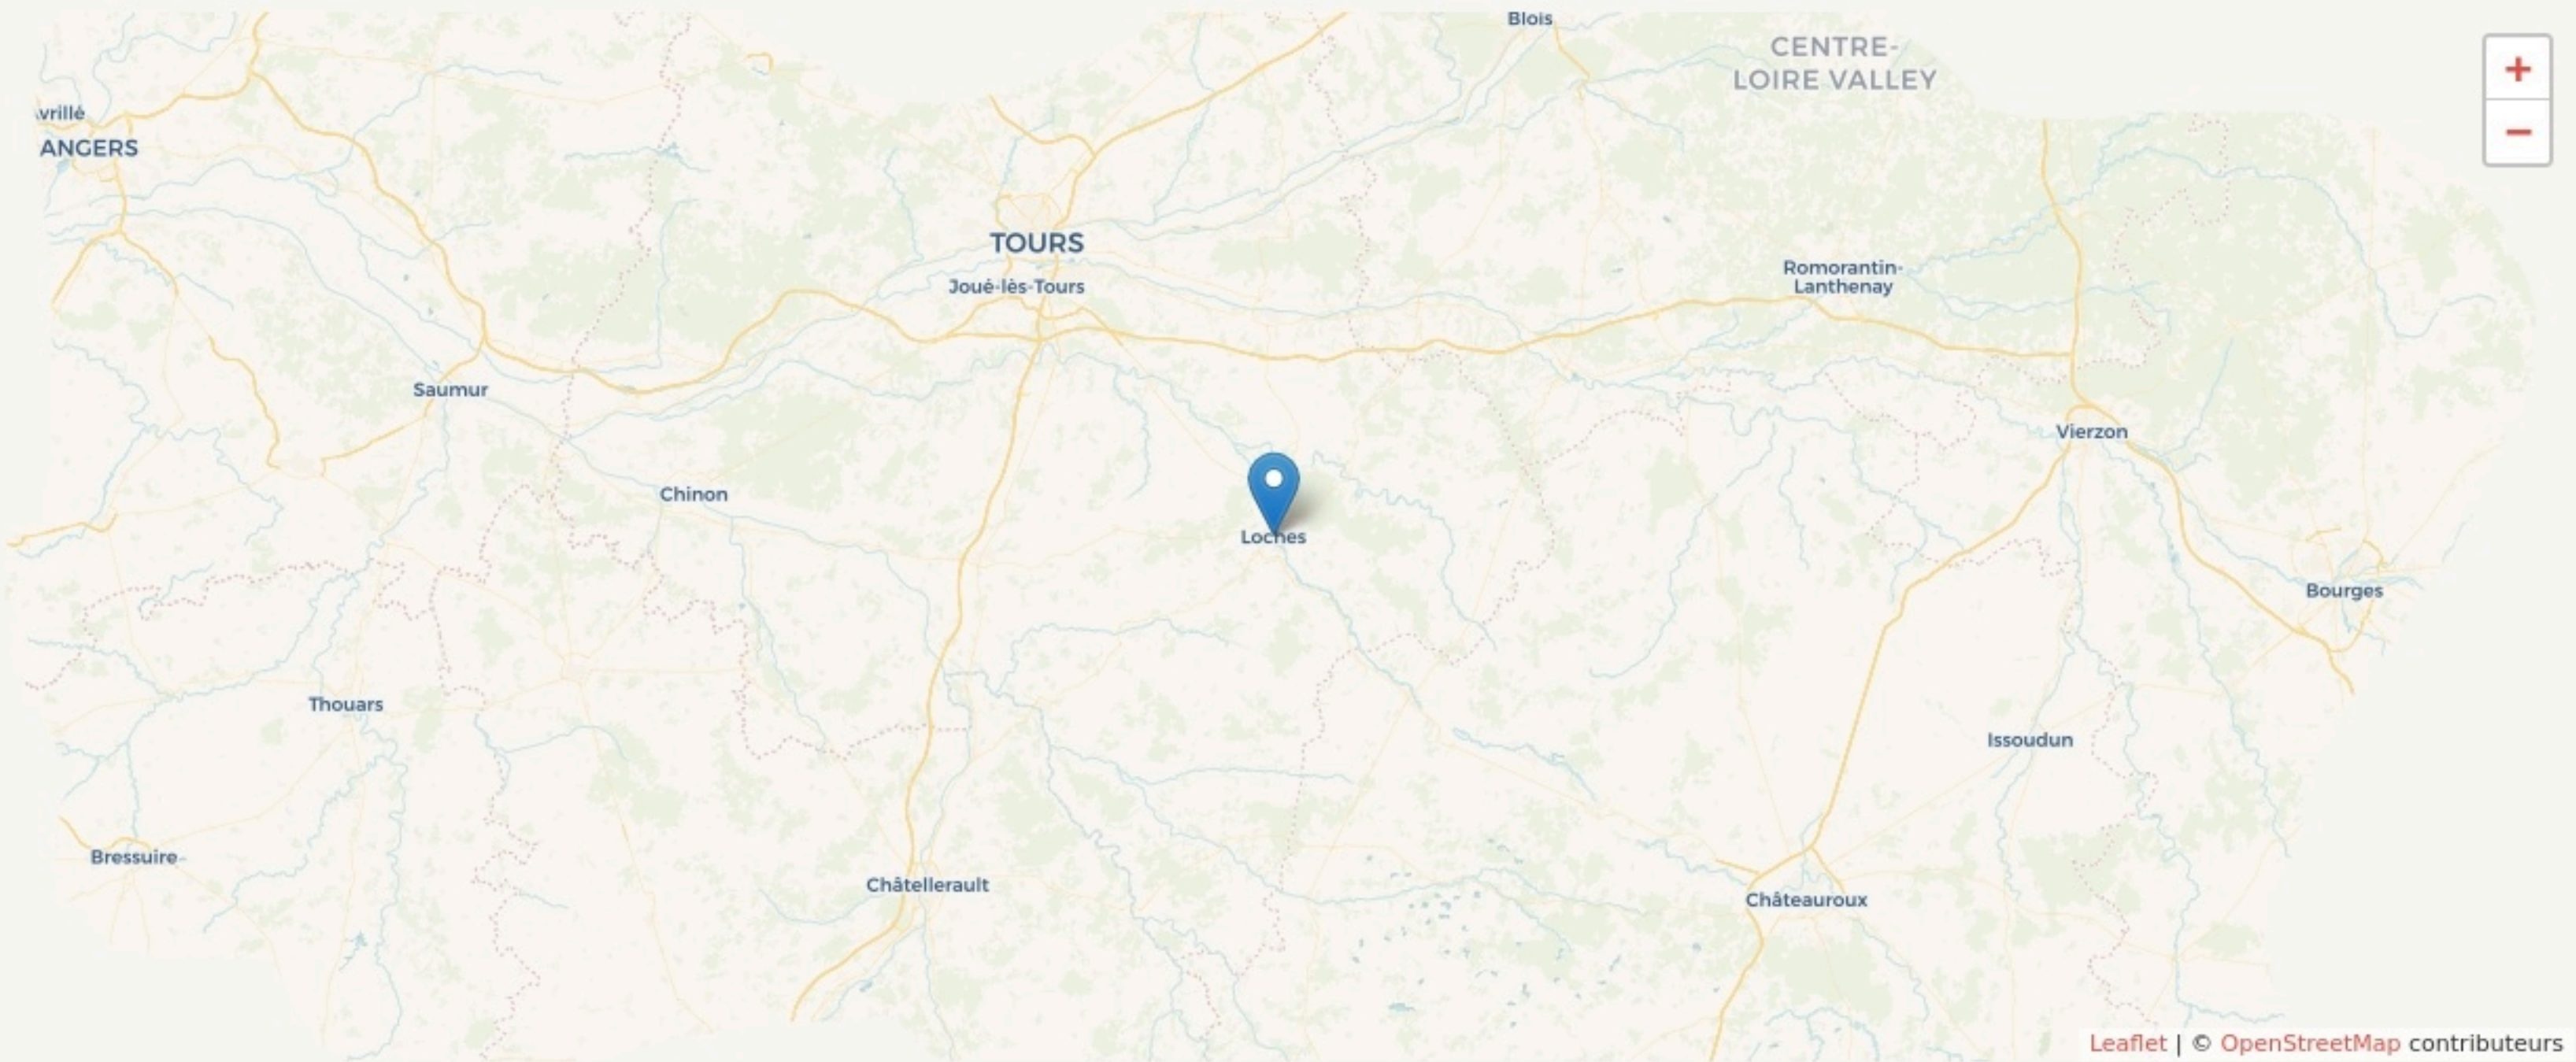 Blois
CENTRE-
LOIRE VALLEY
+
vrillé
−
ANGERS
TOURS
Romorantin-
Lanthenay
Joué-lès-Tours
Saumur
Vierzon
Chinon
Loches
Bourges
Thouars
Issoudun
Bressuire
Châtellerault
Châteauroux
Leaflet | © OpenStreetMap contributeurs